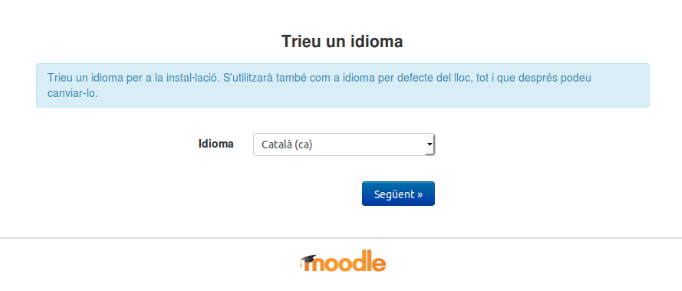 Trieu un idioma
Trieu un idioma per a la instal·lació. S'utilitzarà també com a idioma per defecte del lloc, tot i que després podeu
canviar-lo.
Idioma
Català (ca)
Següent »
moodle